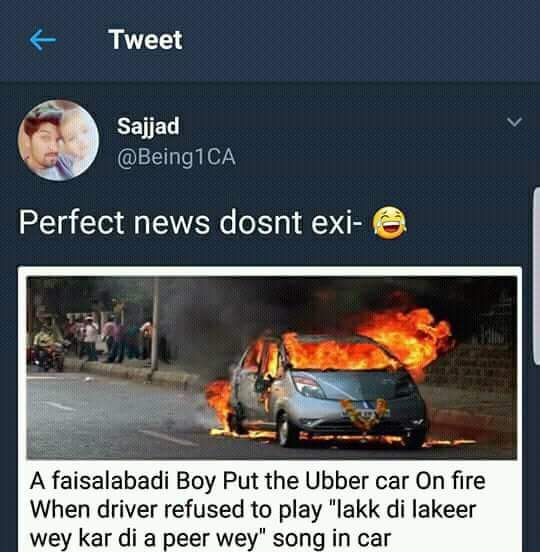 Tweet
Sajjad
@Being1CA
Perfect news dosnt exi- 😂
A faisalabadi Boy Put the Ubber car On fire
When driver refused to play "lakk di lakeer
wey kar di a peer wey" song in car